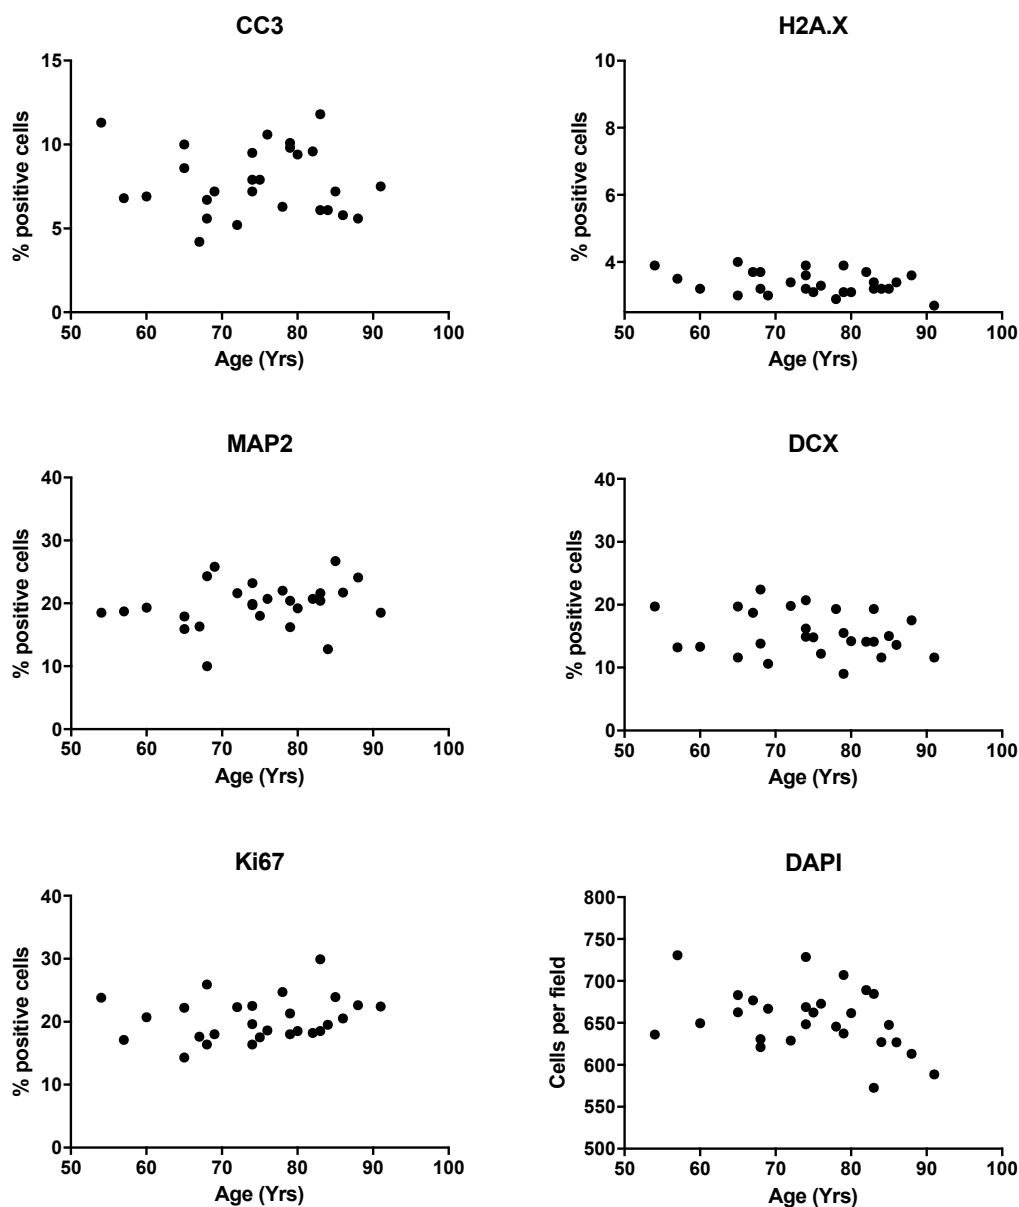 CC3
15
10
5
0
% positive cells
50 60 70 80 90 100
Age (Yrs)
H2A.X
10
8
6
4
% positive cells
50 60 70 80 90 100
Age (Yrs)
MAP2
40
30
20
10
0
% positive cells
50 60 70 80 90 100
Age (Yrs)
DCX
40
30
20
10
0
% positive cells
50 60 70 80 90 100
Age (Yrs)
Ki67
40
30
20
10
0
% positive cells
50 60 70 80 90 100
Age (Yrs)
DAPI
800
750
700
650
600
550
500
Cells per field
50 60 70 80 90 100
Age (Yrs)